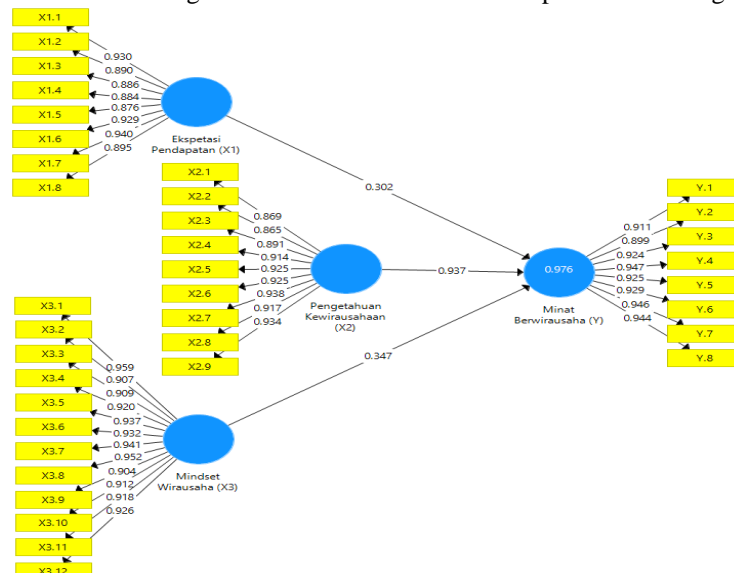 X1.1
X1.2
X1.3
X1.4
X1.5
X1.6
X1.7
X1.8
0.930
0.890
0.886
0.884
0.876
0.929
0.940
0.895
Ekspetasi
Pendapatan (X1)
0.302
X2.1
X2.2
X2.3
X2.4
X2.5
X2.6
X2.7
X2.8
X2.9
0.869
0.865
0.891
0.914
0.925
0.925
0.938
0.917
0.934
Pengetahuan
Kewirausahaan
(X2)
0.937
0.976
Minat
Berwirausaha (Y)
0.911
0.899
0.924
0.947
0.925
0.929
0.946
0.944
Y.1
Y.2
Y.3
Y.4
Y.5
Y.6
Y.7
Y.8
X3.1
X3.2
X3.3
X3.4
X3.5
X3.6
X3.7
X3.8
X3.9
X3.10
X3.11
X3.12
0.959
0.907
0.909
0.920
0.937
0.932
0.941
0.952
0.904
0.912
0.918
0.926
Mindset
Wirausaha (X3)
0.347